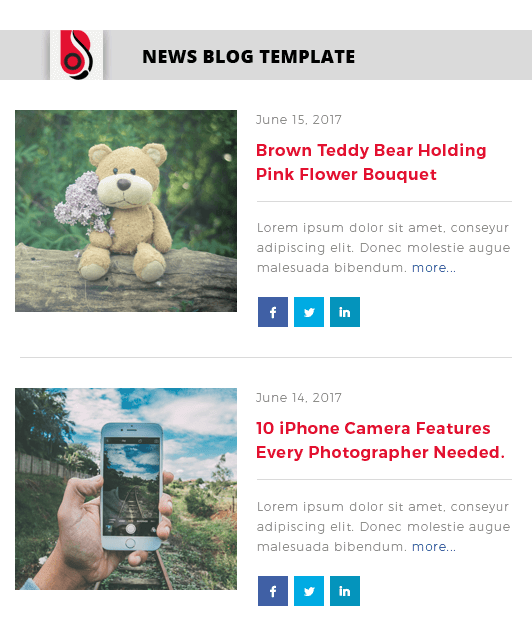 NEWS BLOG TEMPLATE
June 15, 2017
Brown Teddy Bear Holding
Pink Flower Bouquet
Lorem ipsum dolor sit amet, conseyur
adipiscing elit. Donec molestie augue
malesuada bibendum. more...
June 14, 2017
10 iPhone Camera Features
Every Photographer Needed.
Lorem ipsum dolor sit amet, conseyur
adipiscing elit. Donec molestie augue
malesuada bibendum. more...